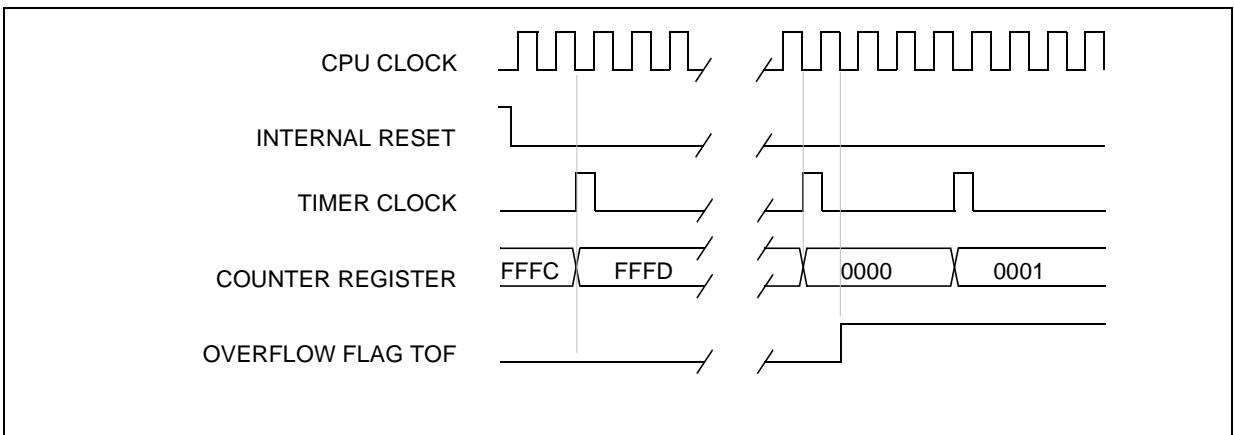 CPU CLOCK
INTERNAL RESET
TIMER CLOCK
COUNTER REGISTER FFFC FFFD 0000 0001
OVERFLOW FLAG TOF